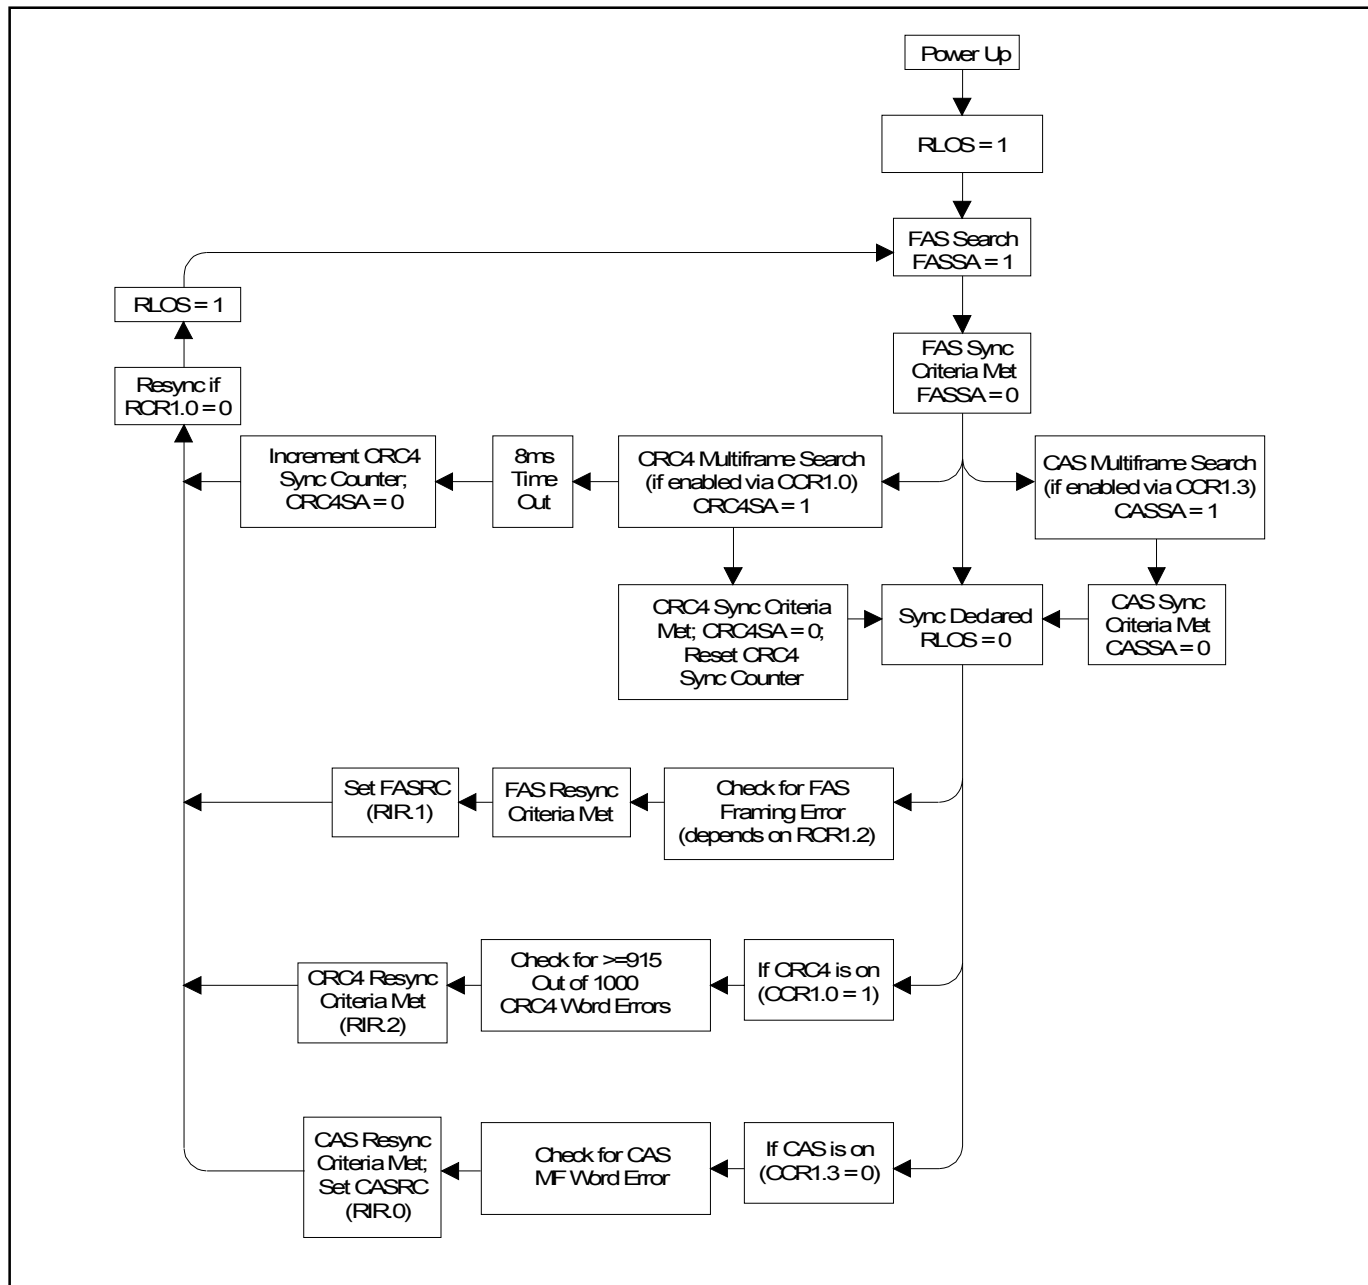 Power Up
RLOS = 1
FAS Search
FASSA = 1
RLOS = 1
FAS Sync
Criteria Met
FASSA = 0
Resync if
RCR1.0 = 0
Increment CRC4
Sync Counter;
CRC4SA = 0
8ms
Time
Out
CRC4 Multiframe Search
(if enabled via CCR1.0)
CRC4SA = 1
CAS Multiframe Search
(if enabled via CCR1.3)
CASSA = 1
CRC4 Sync Criteria
Met; CRC4SA = 0;
Reset CRC4
Sync Counter
Sync Declared
RLOS = 0
CAS Sync
Criteria Met
CASSA = 0
Set FASRC
(RIR.1)
FAS Resync
Criteria Met
Check for FAS
Framing Error
(depends on RCR1.2)
CRC4 Resync
Criteria Met
(RIR.2)
Check for >=915
Out of 1000
CRC4 Word Errors
If CRC4 is on
(CCR1.0 = 1)
CAS Resync
Criteria Met;
Set CASRC
(RIR.0)
Check for CAS
MF Word Error
If CAS is on
(CCR1.3 = 0)